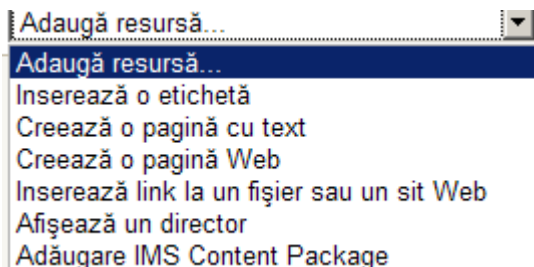 Adaugă resursă...
Adaugă resursă...
Inserează o etichetă
Creează o pagină cu text
Creează o pagină Web
Inserează link la un fişier sau un sit Web
Afişează un director
Adăugare IMS Content Package